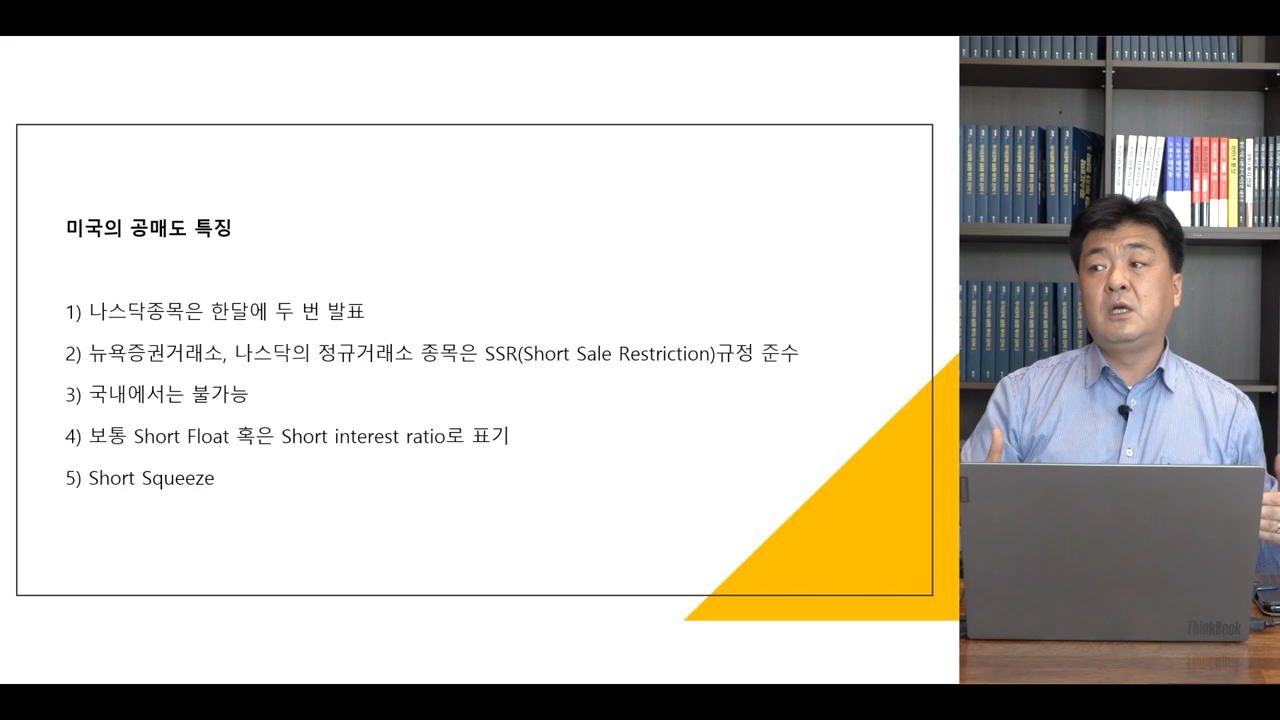 미국의 공매도 특징
1) 나스닥종목은 한달에 두 번 발표
2) 뉴욕증권거래소, 나스닥의 정규거래소 종목은 SSR(Short Sale Restriction)규정 준수
3) 국내에서는 불가능
4) 보통 Short Float 혹은 Short interest ratio로 표기
5) Short Squeeze
ThinkBook